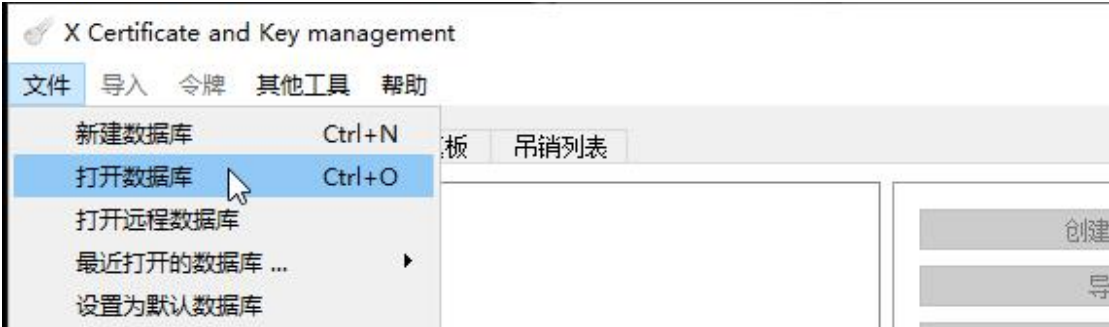 X Certificate and Key management
文件 导入 令牌 其他工具 帮助
新建数据库 Ctrl+N
板 吊销列表
打开数据库 Ctrl+O
打开远程数据库
创建
最近打开的数据库 ...
导
设置为默认数据库